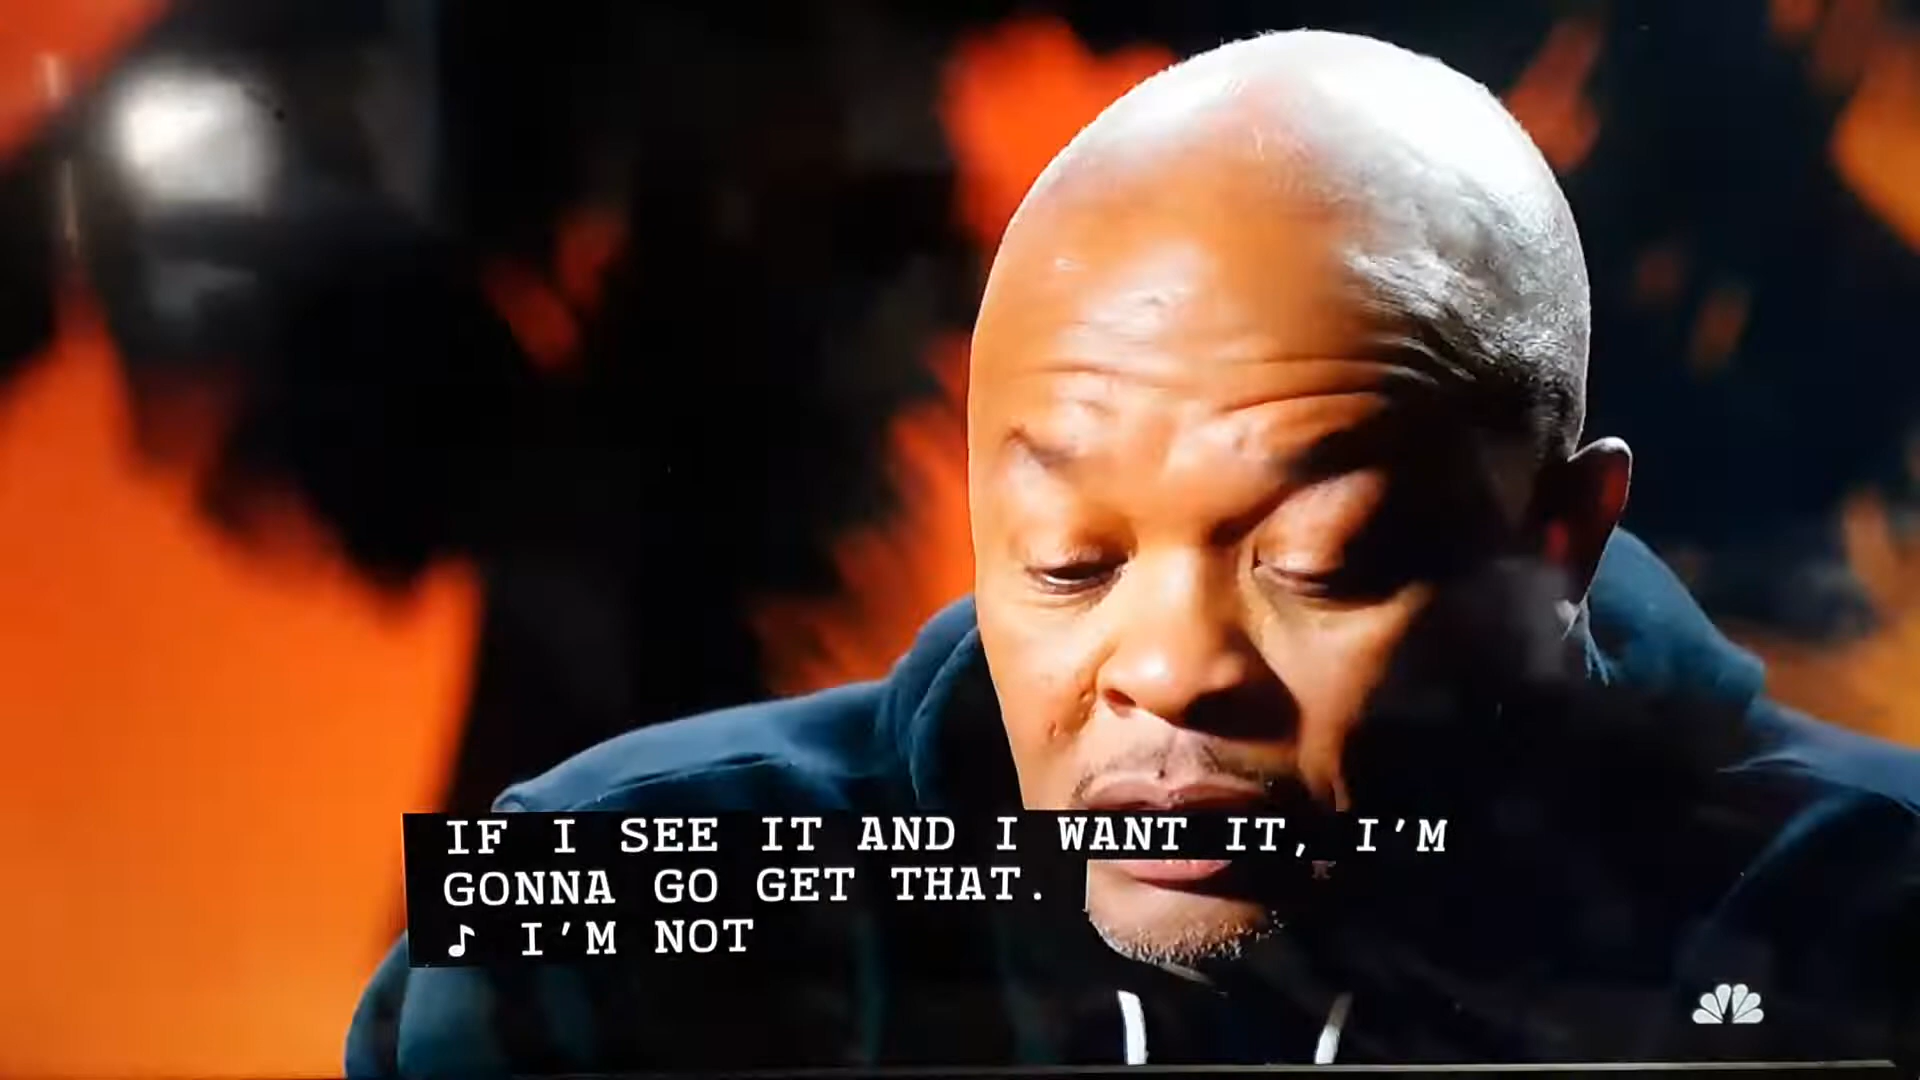 IF I SEE IT AND I WANT IT, I'M
GONNA GO GET THAT.
♪ I'M NOT